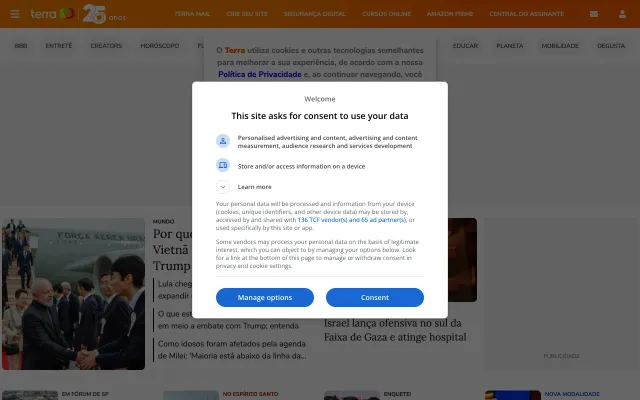 terra 25 anos
TERRA MAIL
CRIE SEU SITE
SEGURANÇA DIGITAL
CURSOS ONLINE
AMAZON PRIME
CENTRAL DO ASSINANTE
BBB
ENTRETÊ
CREATORS
HORÓSCOPO
EDUCAR
PLANETA
MOBILIDADE
DEGUSTA
O Terra utiliza cookies e outras tecnologias semelhantes
para melhorar a sua experiência, de acordo com a nossa
Política de Privacidade e, ao continuar navegando, você
Welcome
This site asks for consent to use your data
Personalised advertising and content, advertising and content
measurement, audience research and services development
Store and/or access information on a device
Learn more
Your personal data will be processed and information from your device
(cookies, unique identifiers, and other device data) may be stored by,
accessed by and shared with 136 TCF vendor(s) and 65 ad partner(s), or
used specifically by this site or app.
Some vendors may process your personal data on the basis of legitimate
interest, which you can object to by managing your options below. Look
for a link at the bottom of this page to manage or withdraw consent in
privacy and cookie settings.
Manage options
Consent
MUNDO
Por que
Vietnã
Trump
Lula cheg
expandir
O que est
em meio a embate com Trump; entenda
Como idosos foram afetados pela agenda
de Milei: 'Maioria está abaixo da linha da...
Israel lança ofensiva no sul da
Faixa de Gaza e atinge hospital
PUBLICIDADE
EM FÓRUM DE SP
NO ESPÍRITO SANTO
ENQUETE!
NOVA MODALIDADE